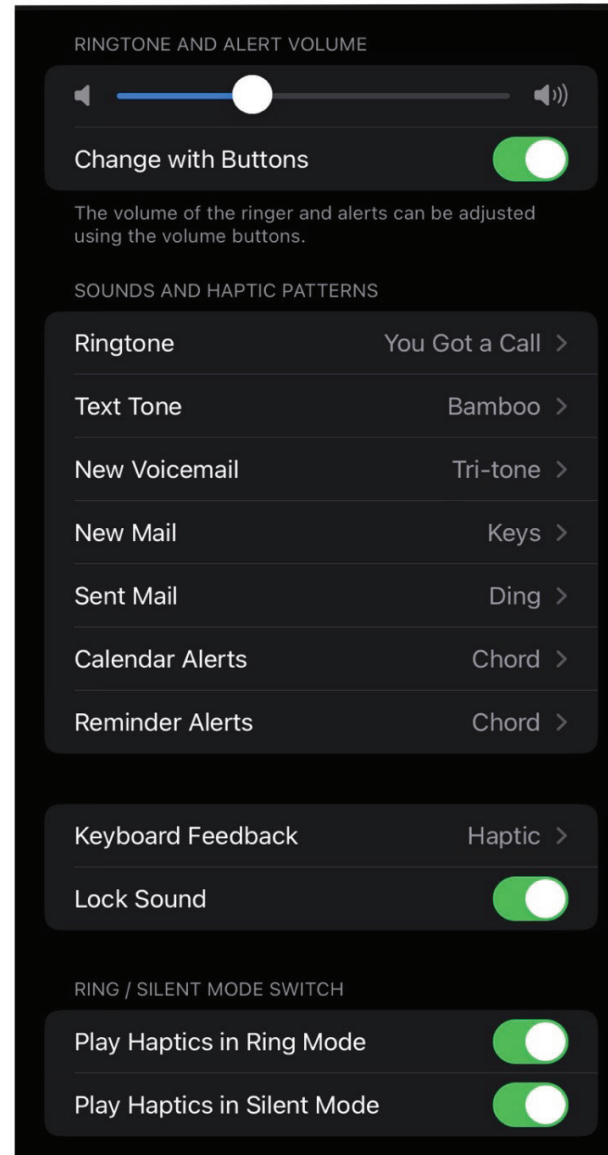 RINGTONE AND ALERT VOLUME
Change with Buttons
The volume of the ringer and alerts can be adjusted
using the volume buttons.
SOUNDS AND HAPTIC PATTERNS
Ringtone You Got a Call
Text Tone Bamboo
New Voicemail Tri-tone
New Mail Keys
Sent Mail Ding
Calendar Alerts Chord
Reminder Alerts Chord
Keyboard Feedback Haptic
Lock Sound
RING / SILENT MODE SWITCH
Play Haptics in Ring Mode
Play Haptics in Silent Mode